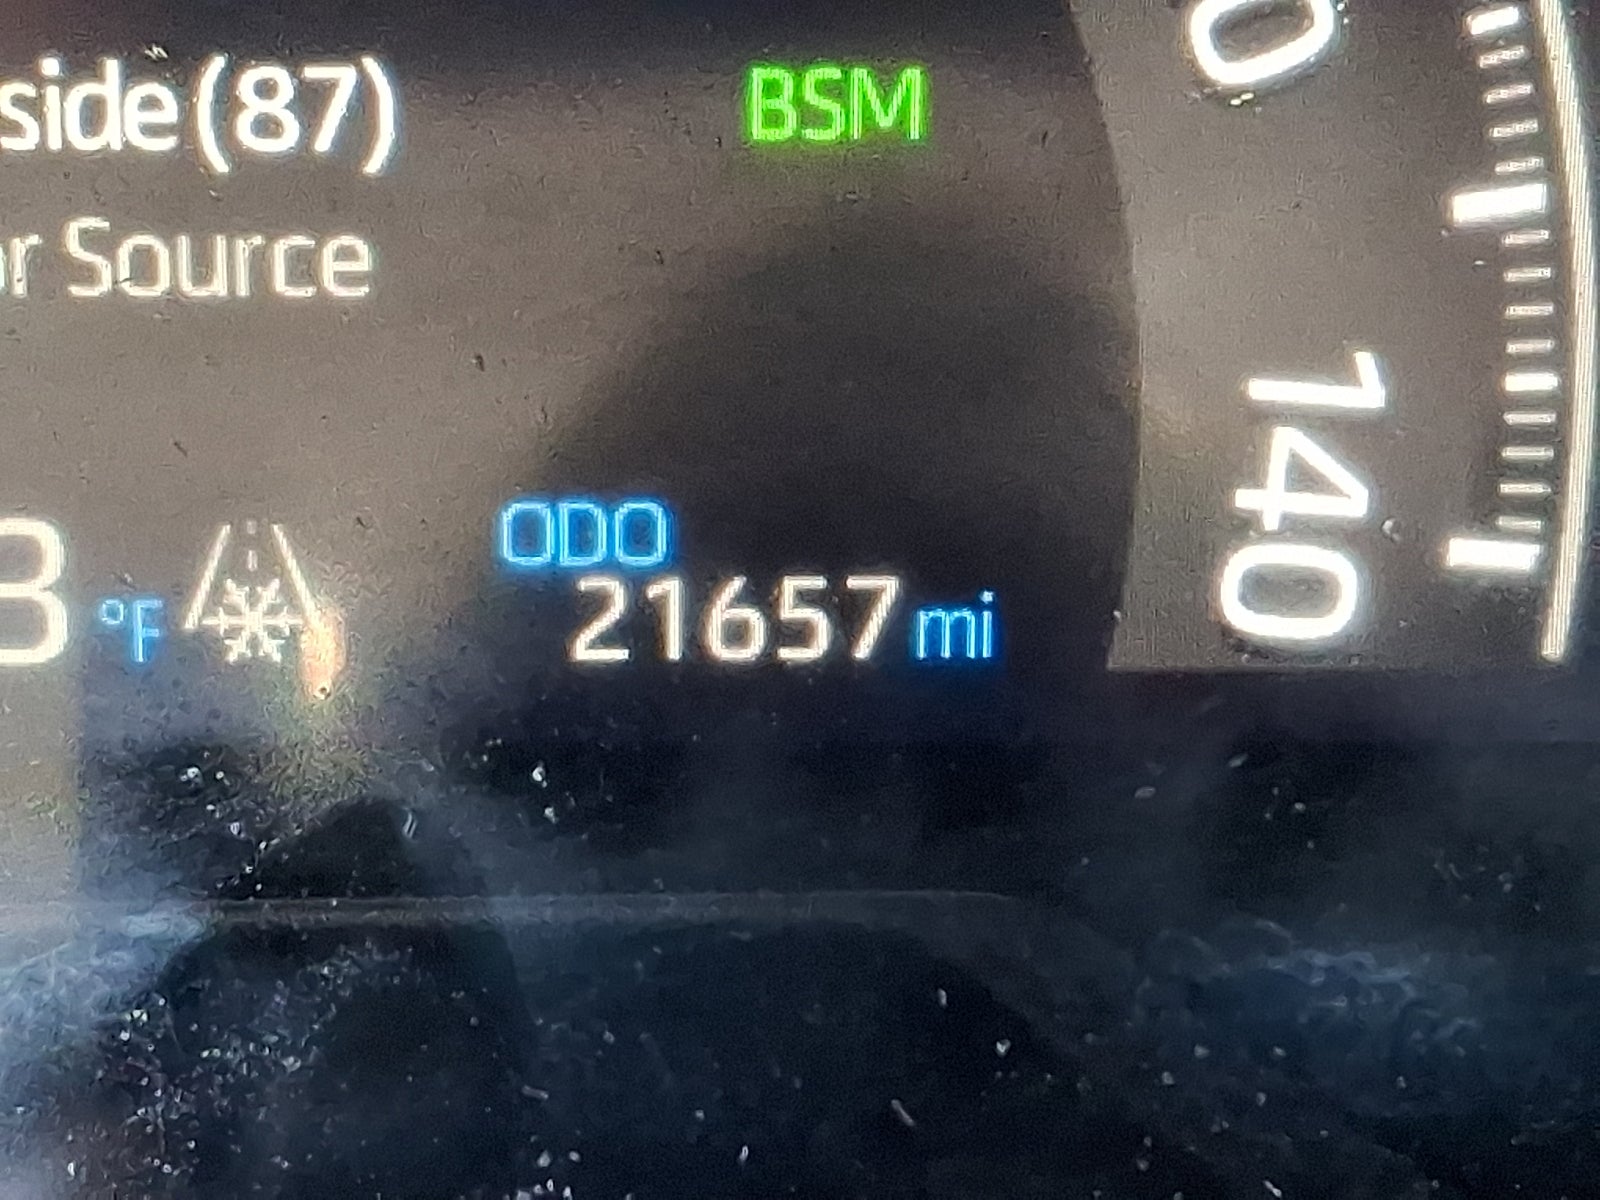 side (87)
BSM
r Source
ODO
°F
21657 mi
140